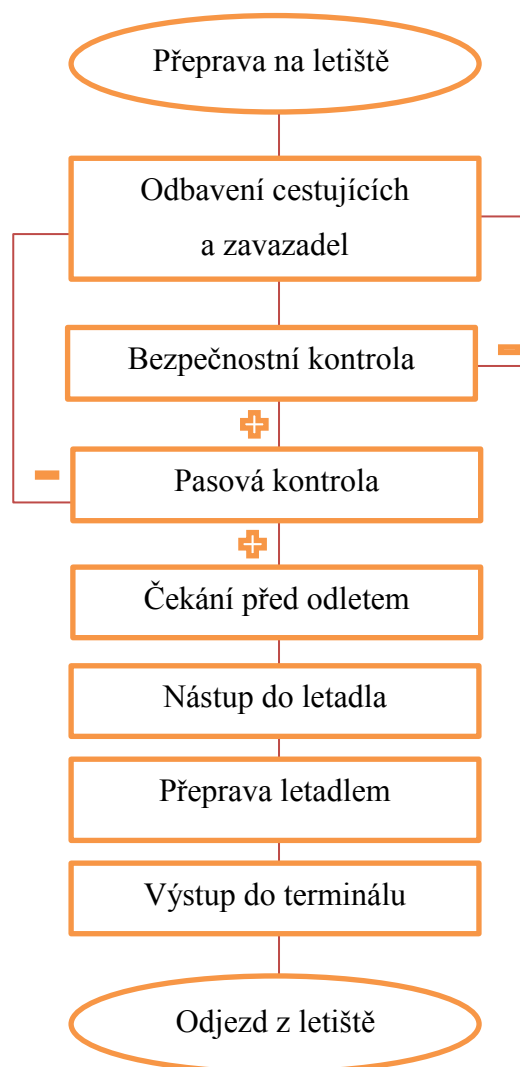 Přeprava na letiště
Odbavení cestujících
a zavazadel
Bezpečnostní kontrola
Pasová kontrola
Čekání před odletem
Nástup do letadla
Přeprava letadlem
Výstup do terminálu
Odjezd z letiště